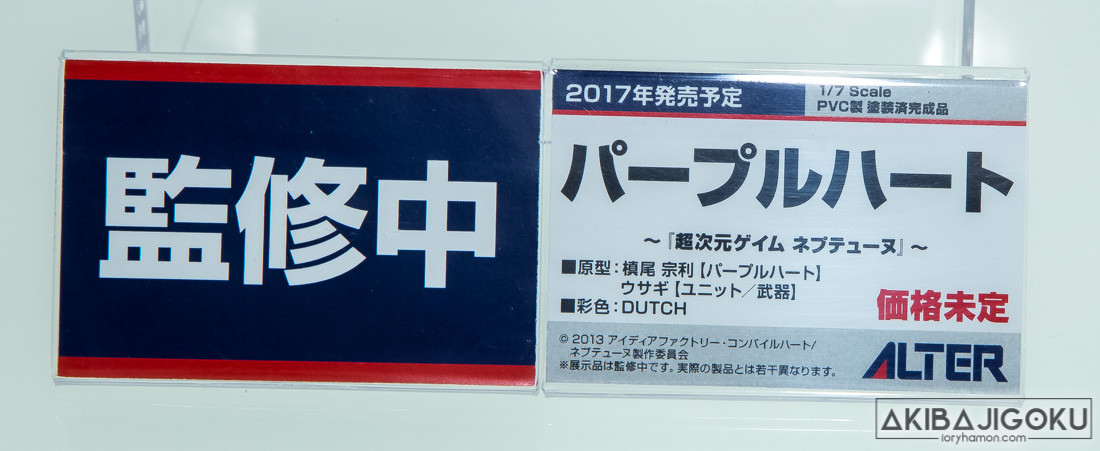 監修中
2017年発売予定
1/7 Scale
PVC製 塗装済完成品
パープルハート
～『超次元ゲイム ネプテューヌ』～
■原型：槙尾 宗利【パープルハート】
ウサギ【ユニット／武器】
■彩色：DUTCH
価格未定
© 2013 アイディアファクトリー・コンパイルハート/
ネプテューヌ製作委員会
※展示品は監修中です。実際の製品とは若干異なります。
ALTER
AKIBAJIGOKU
loryhamon.com